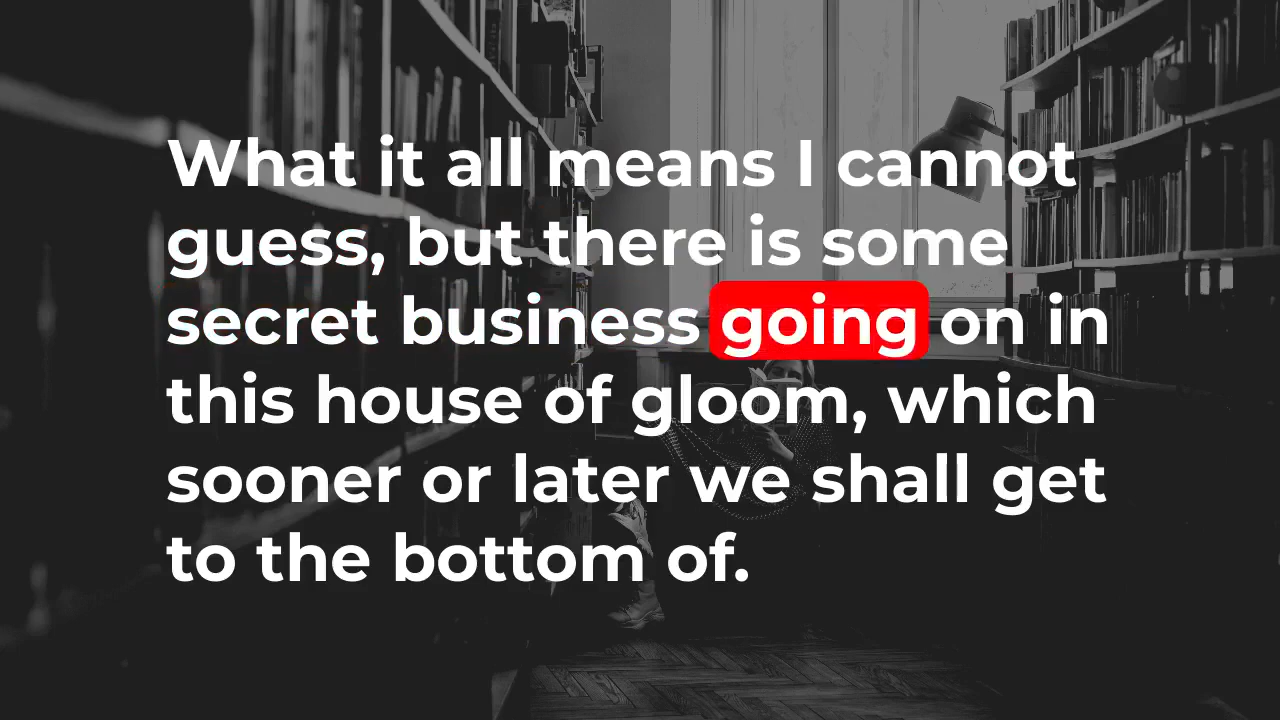 What it all means I cannot
guess, but there is some
secret business going on in
this house of gloom, which
sooner or later we shall get
to the bottom of.